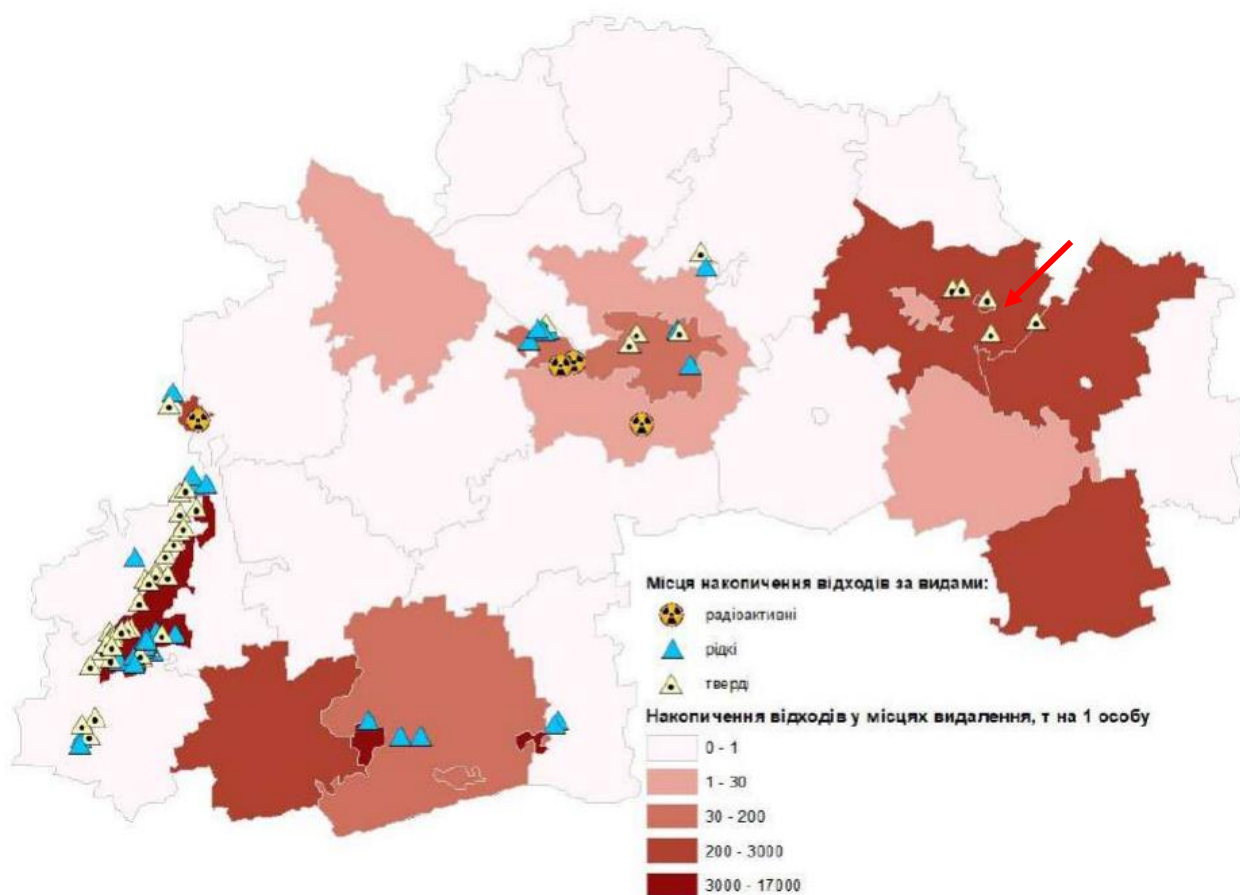 Місця накопичення відходів за видами:
радіоактивні
рідкі
тверді
Накопичення відходів у місцях видалення, т на 1 особу
0 - 1
1 - 30
30 - 200
200 - 3000
3000 - 17000